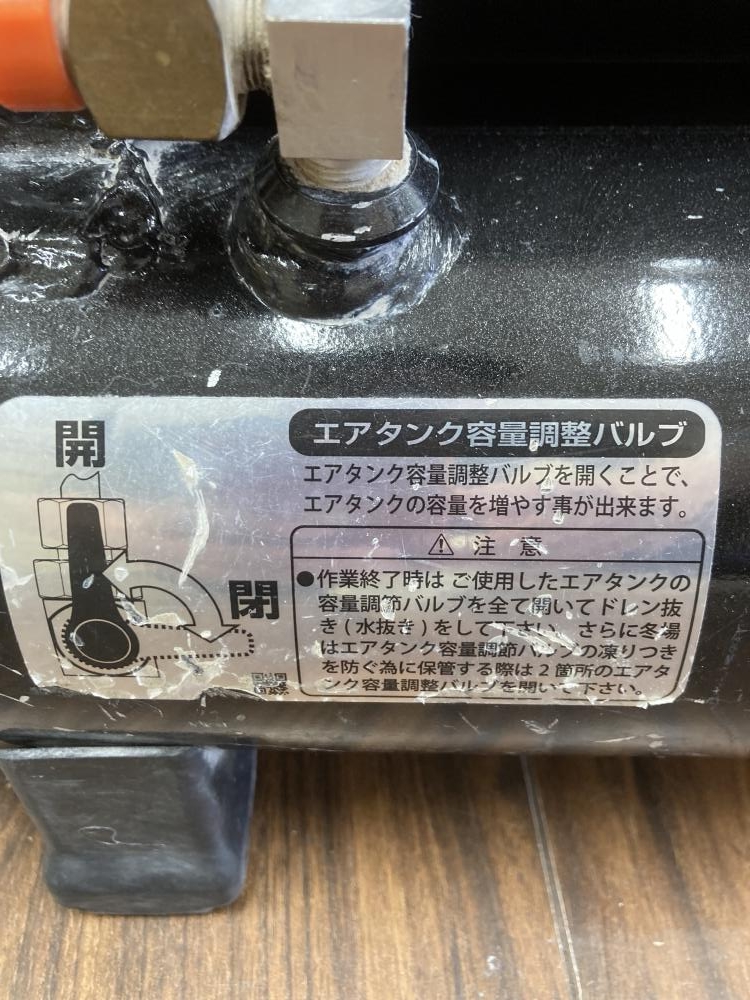 開
閉
エアタンク容量調整バルブ
エアタンク容量調整バルブを開くことで、
エアタンクの容量を増やす事が出来ます。
⚠ 注 意
●作業終了時は ご使用したエアタンクの
容量調節バルブを全て開いてドレン抜
き(水抜き)をして下さい。さらに冬場
はエアタンク容量調節バルブの凍りつき
を防ぐ為に保管する際は2箇所のエアタ
ンク容量調整バルブを開いて下さい。